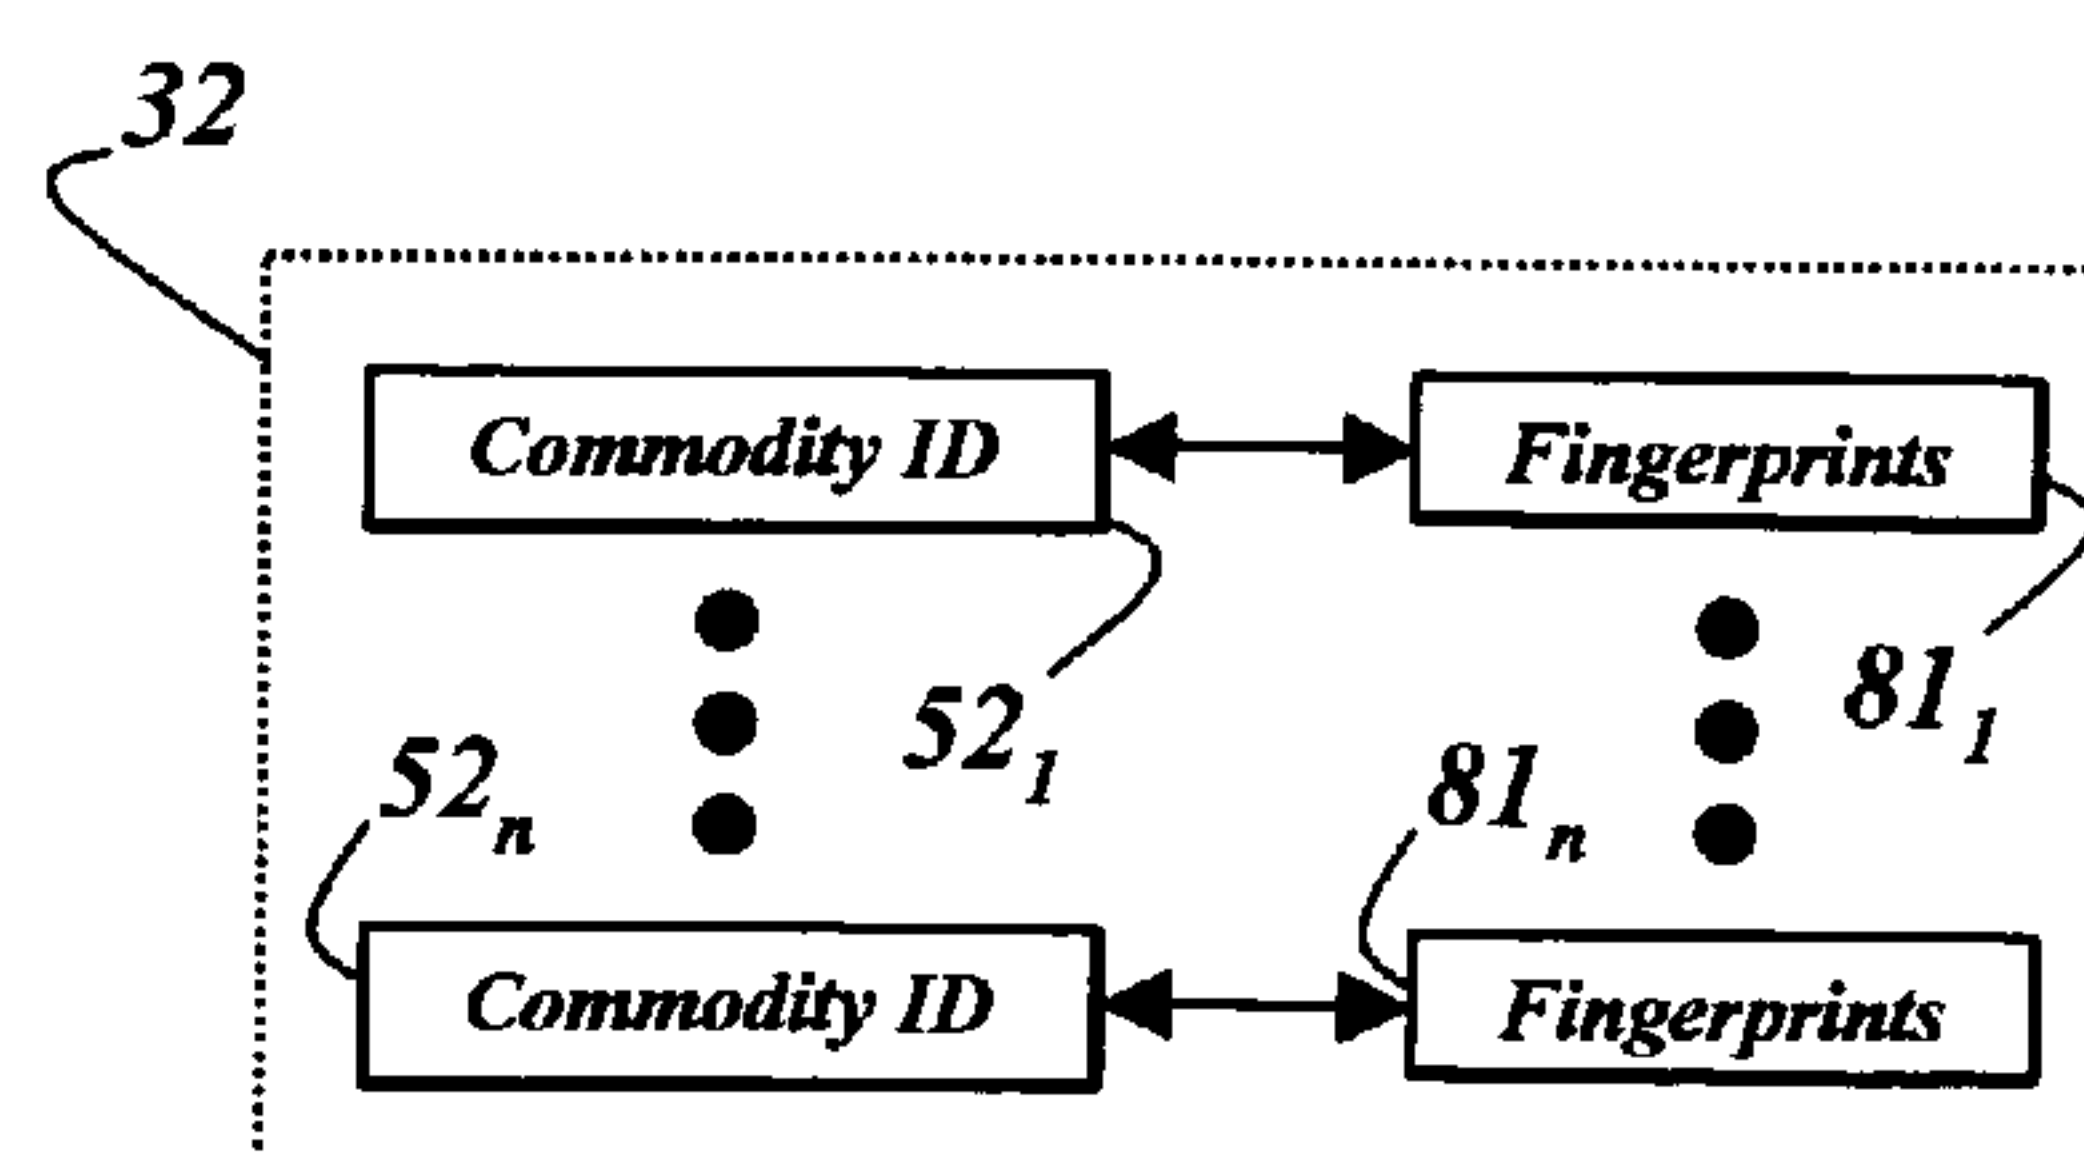 32
Commodity ID Fingerprints
52₁ 81₁
52ₙ 81ₙ
Commodity ID Fingerprints